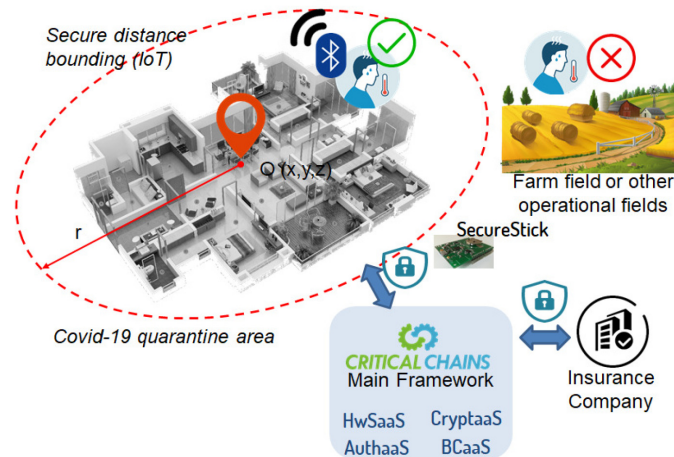 Secure distance
bounding (IoT)
O (x,y,z)
r
Covid-19 quarantine area
Farm field or other
operational fields
SecureStick
CRITICAL CHAINS
Main Framework
HwSaaS CryptaaS
AuthaaS BCaaS
Insurance
Company